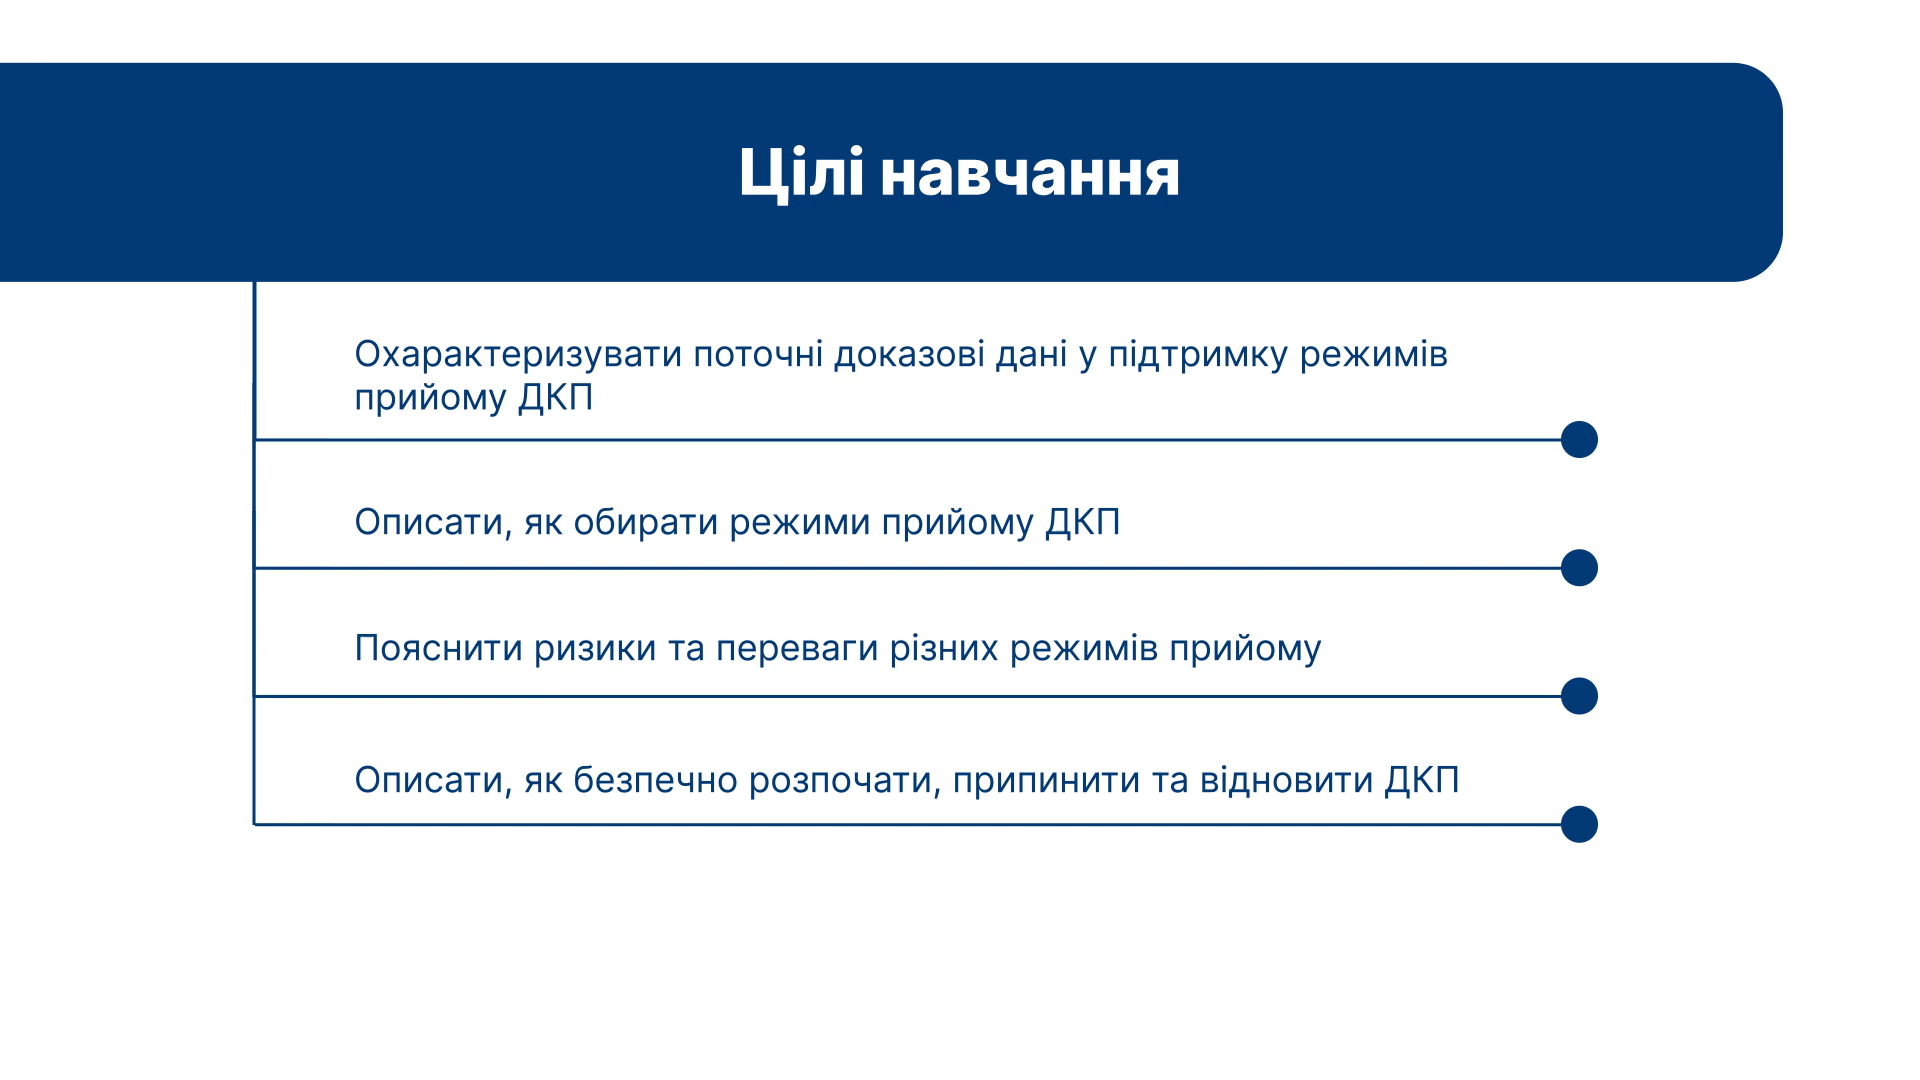 Цілі навчання
Охарактеризувати поточні доказові дані у підтримку режимів
прийому ДКП
Описати, як обирати режими прийому ДКП
Пояснити ризики та переваги різних режимів прийому
Описати, як безпечно розпочати, припинити та відновити ДКП